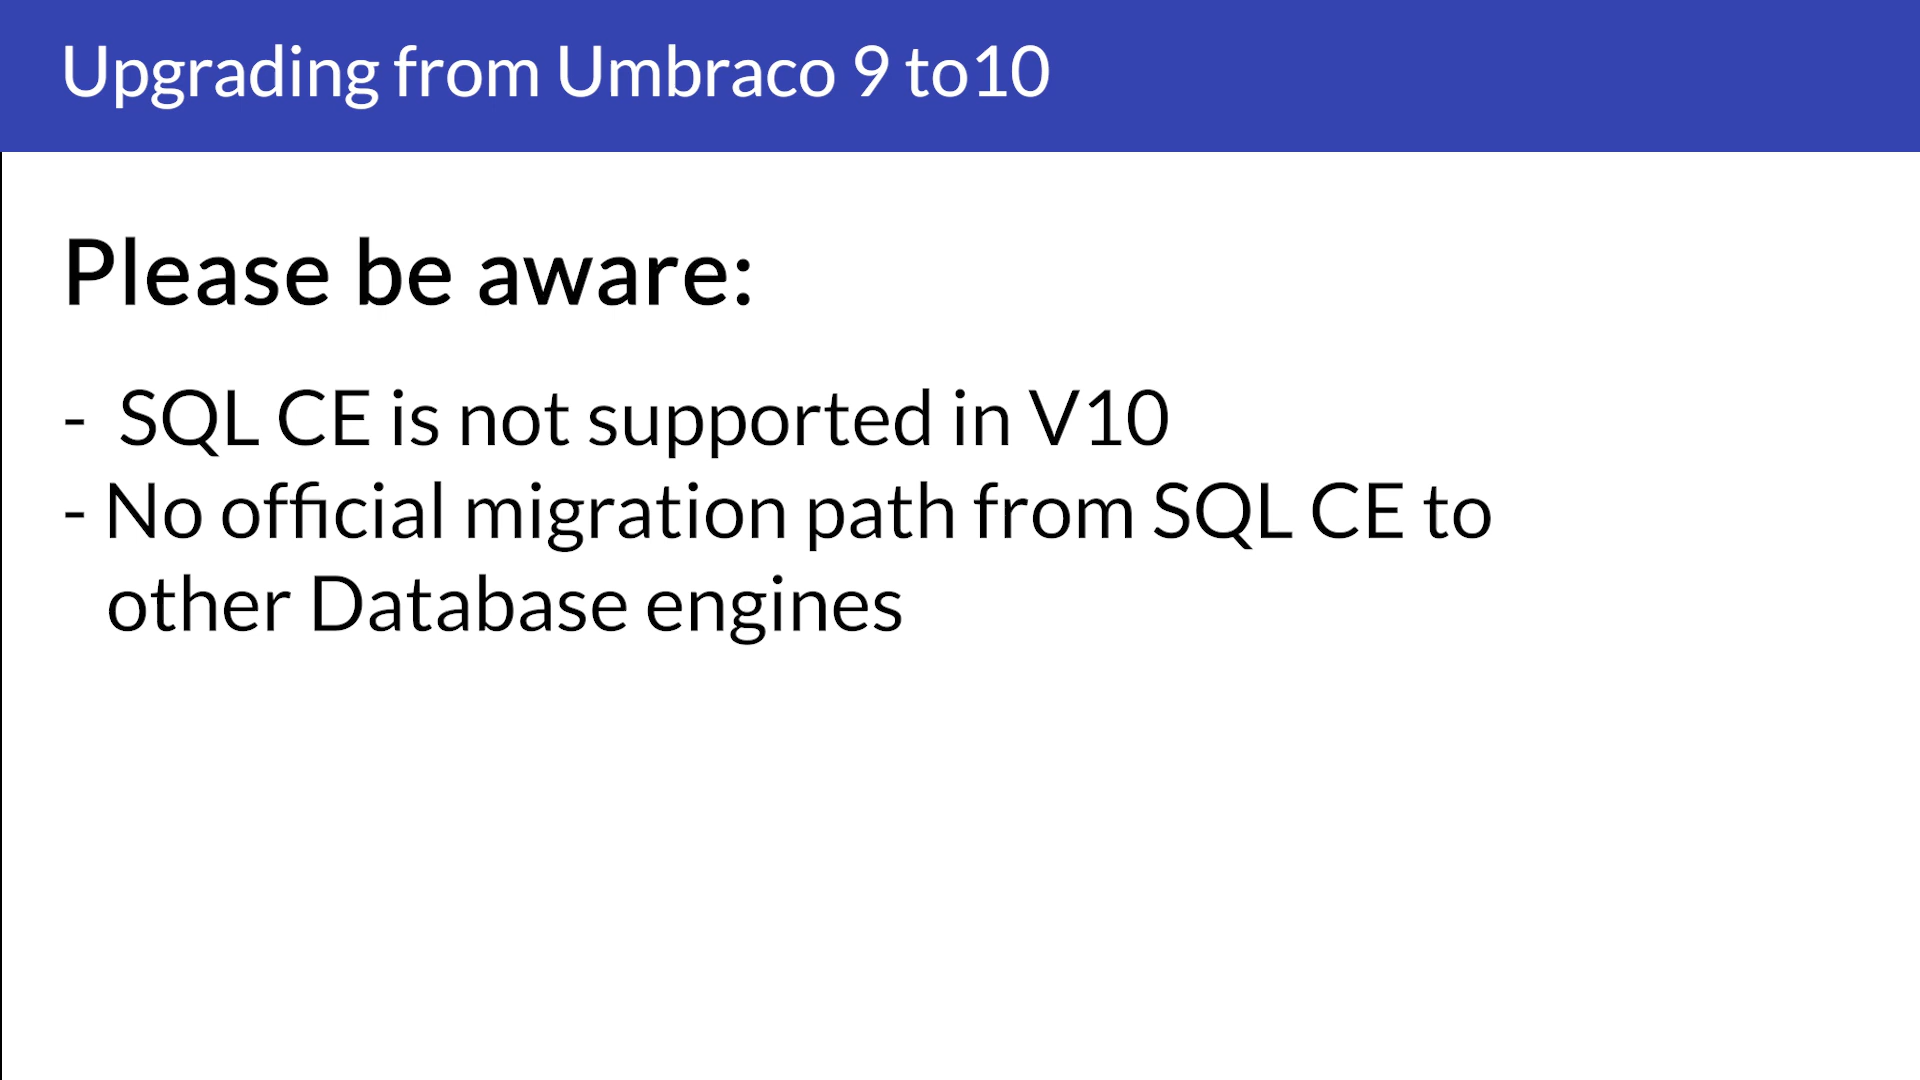 Upgrading from Umbraco 9 to10
Please be aware:
- SQL CE is not supported in V10
- No official migration path from SQL CE to
other Database engines